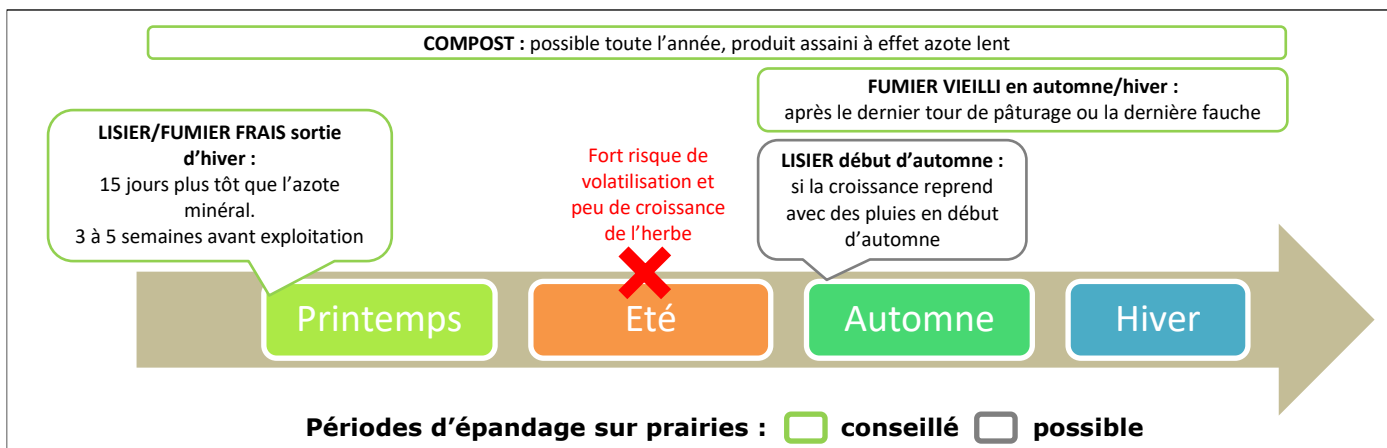 COMPOST : possible toute l’année, produit assaini à effet azote lent
FUMIER VIEILLI en automne/hiver :
après le dernier tour de pâturage ou la dernière fauche
LISIER/FUMIER FRAIS sortie
d’hiver :
15 jours plus tôt que l’azote
minéral.
3 à 5 semaines avant exploitation
Fort risque de
volatilisation et
peu de croissance
de l’herbe
LISIER début d’automne :
si la croissance reprend
avec des pluies en début
d’automne
Printemps
Eté
Automne
Hiver
Périodes d’épandage sur prairies : conseillé possible